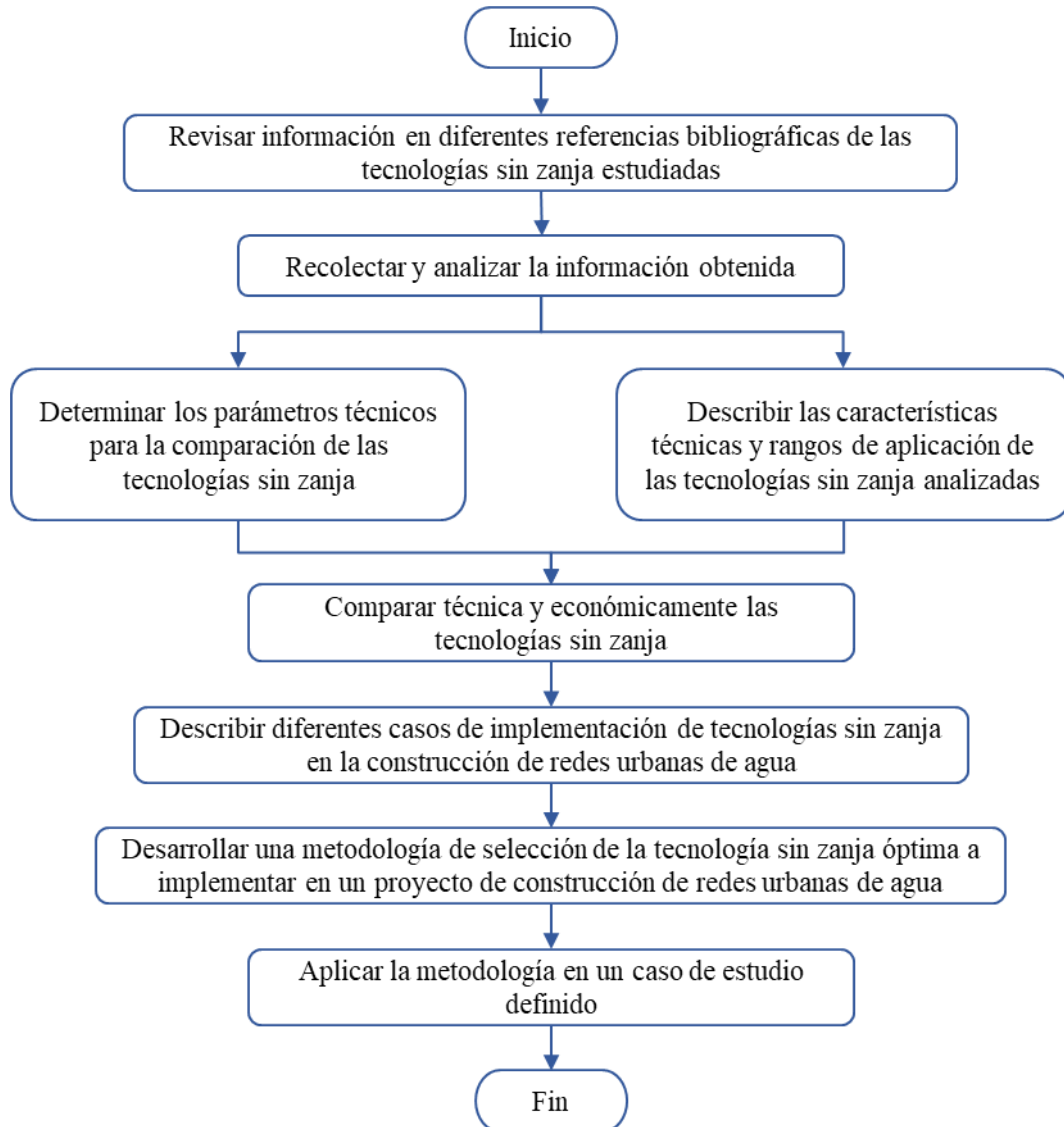 Inicio
Revisar información en diferentes referencias bibliográficas de las
tecnologías sin zanja estudiadas
Recolectar y analizar la información obtenida
Determinar los parámetros técnicos
para la comparación de las
tecnologías sin zanja
Describir las características
técnicas y rangos de aplicación de
las tecnologías sin zanja analizadas
Comparar técnica y económicamente las
tecnologías sin zanja
Describir diferentes casos de implementación de tecnologías sin zanja
en la construcción de redes urbanas de agua
Desarrollar una metodología de selección de la tecnología sin zanja óptima a
implementar en un proyecto de construcción de redes urbanas de agua
Aplicar la metodología en un caso de estudio
definido
Fin